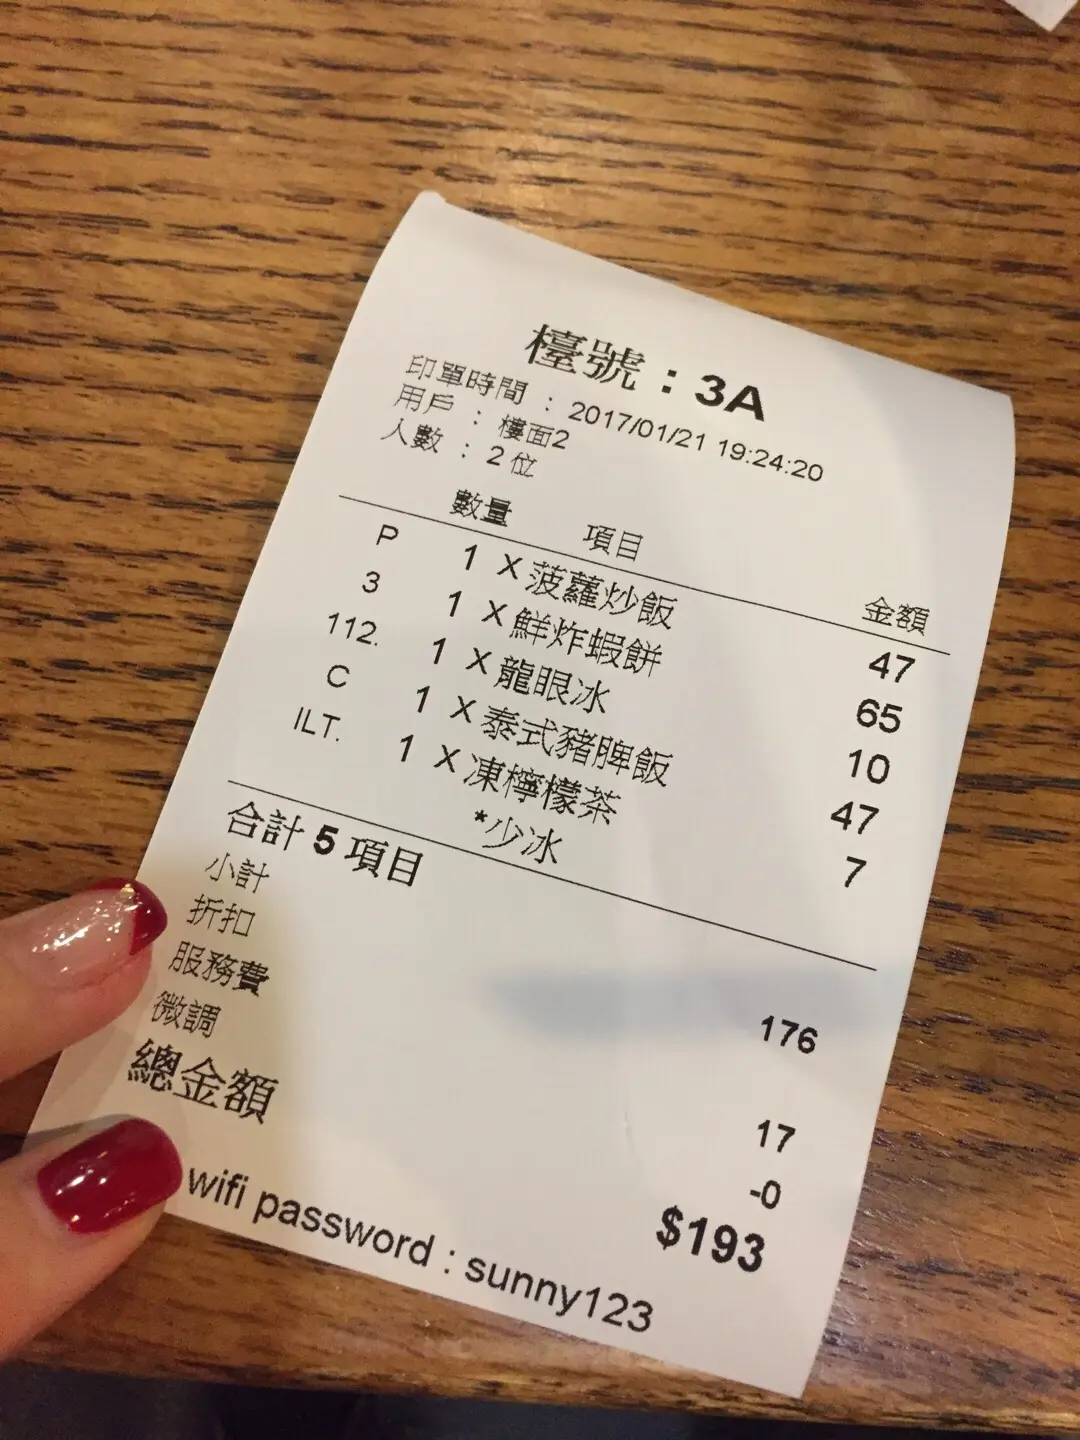 檯號：3A
印單時間 ： 2017/01/21 19:24:20
用戶 ： 樓面2
人數 ： 2 位
數量 項目 金額
P 1 X 菠蘿炒飯 47
3 1 X 鮮炸蝦餅 65
112. 1 X 龍眼冰 10
C 1 X 泰式豬脾飯 47
ILT. 1 X 凍檸檬茶 7
*少冰
合計 5 項目
小計 176
折扣
服務費 17
微調 -0
總金額 $193
wifi password : sunny123